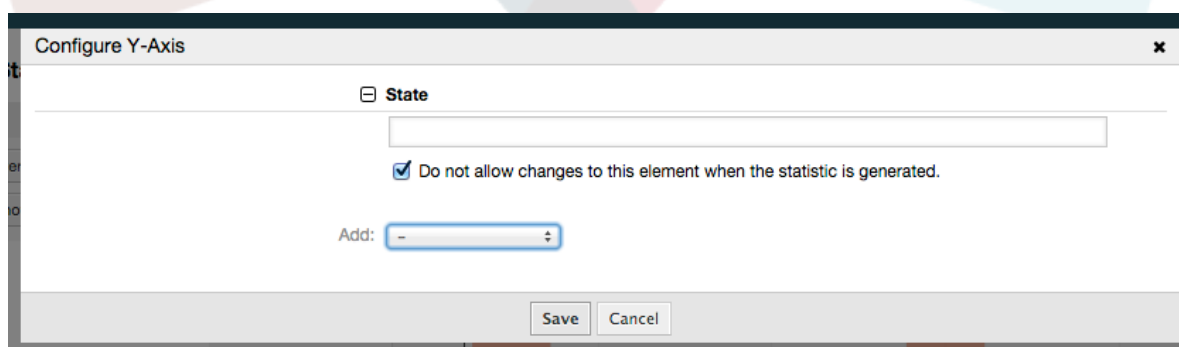 Configure Y-Axis
State
Do not allow changes to this element when the statistic is generated.
Add: –
Save Cancel